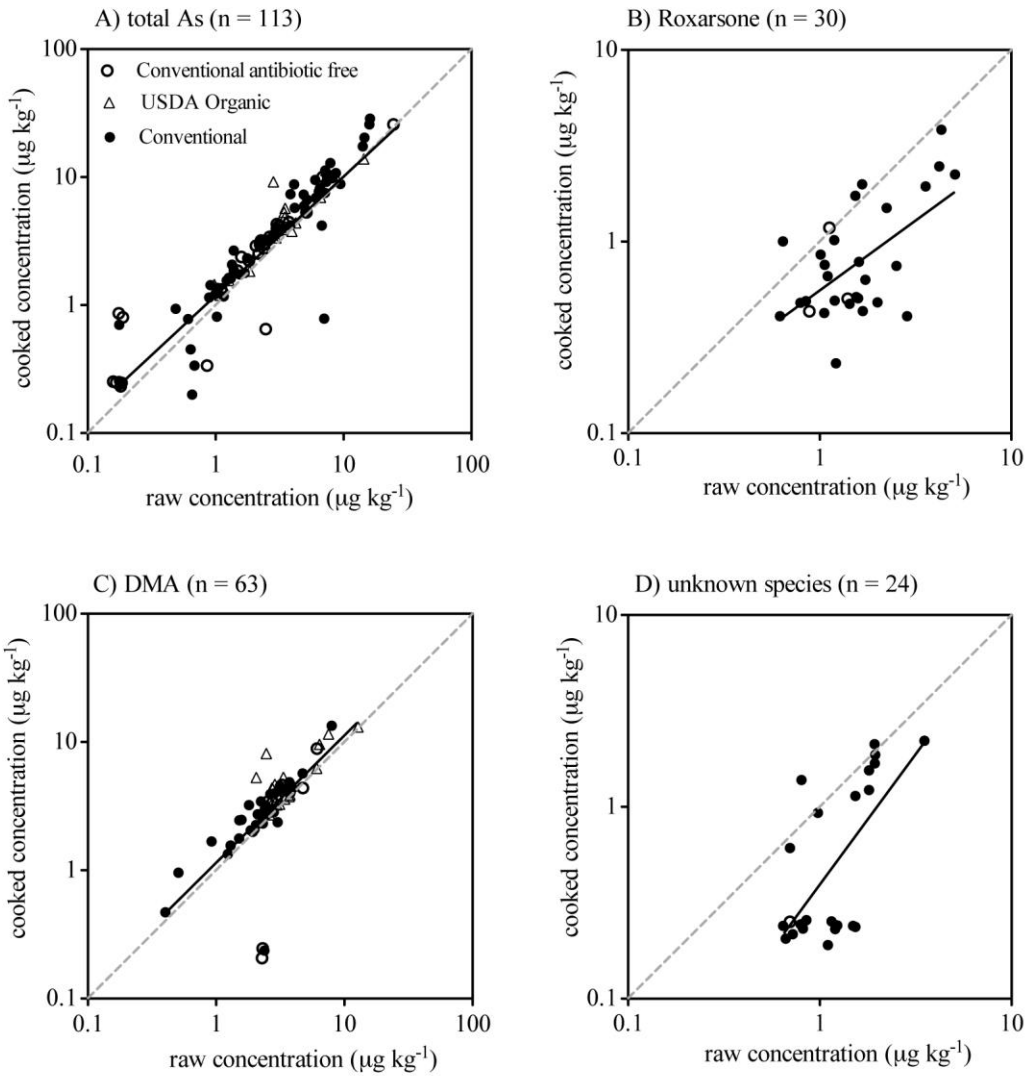 A) total As (n = 113)
100
10
1
0.1
cooked concentration (µg kg⁻¹)
Conventional antibiotic free
USDA Organic
Conventional
0.1
1
10
100
raw concentration (µg kg⁻¹)
B) Roxarsone (n = 30)
10
1
0.1
cooked concentration (µg kg⁻¹)
0.1
1
10
raw concentration (µg kg⁻¹)
C) DMA (n = 63)
100
10
1
0.1
cooked concentration (µg kg⁻¹)
0.1
1
10
100
raw concentration (µg kg⁻¹)
D) unknown species (n = 24)
10
1
0.1
cooked concentration (µg kg⁻¹)
0.1
1
10
raw concentration (µg kg⁻¹)